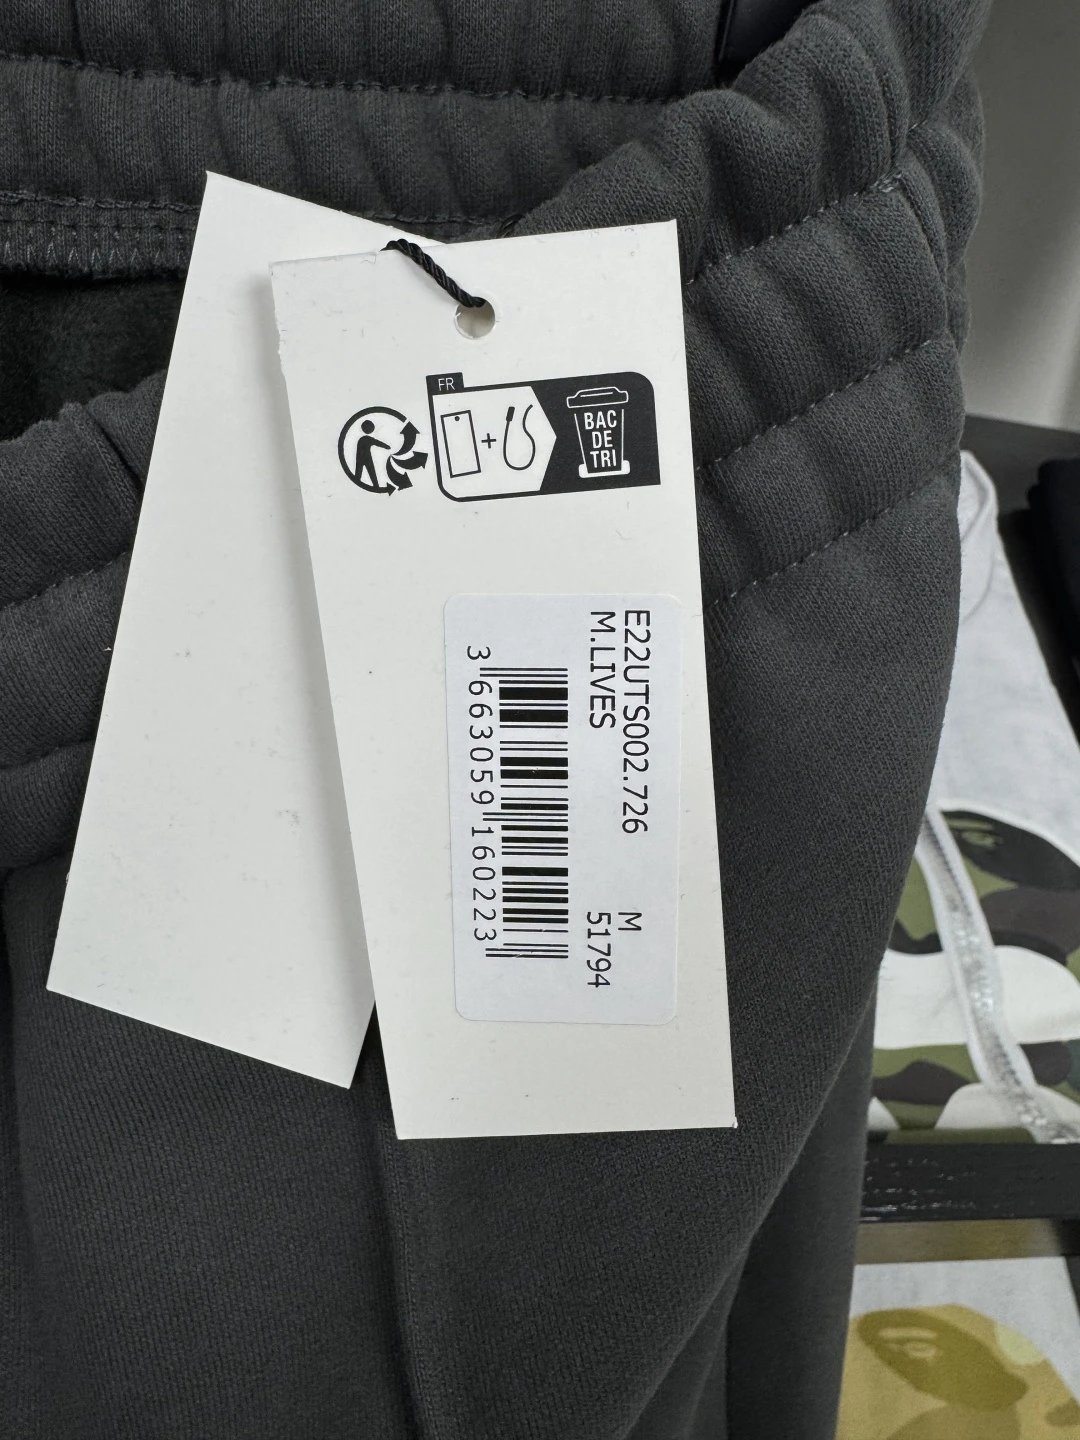 FR
BAC
DE
TRI
E22UTS002.726 M
M.LIVES 51794
3 663059 160223